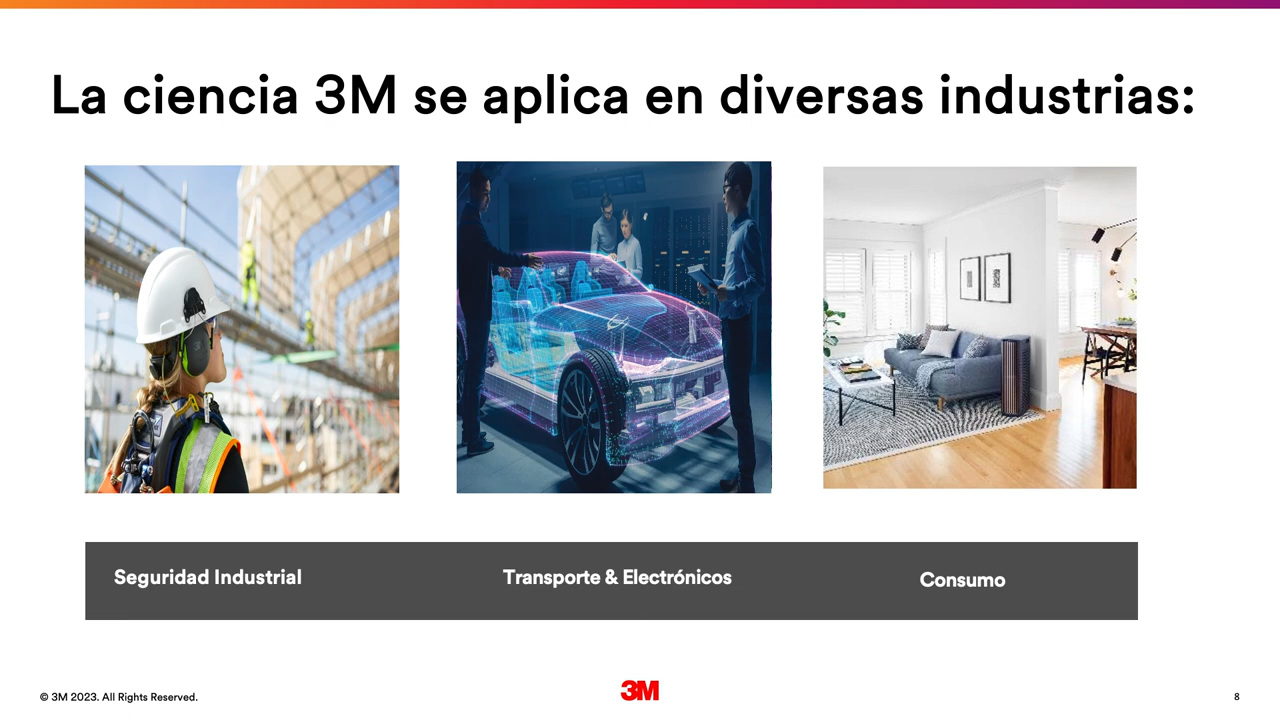 La ciencia 3M se aplica en diversas industrias:
Seguridad Industrial
Transporte & Electrónicos
Consumo
© 3M 2023. All Rights Reserved.
3M
8